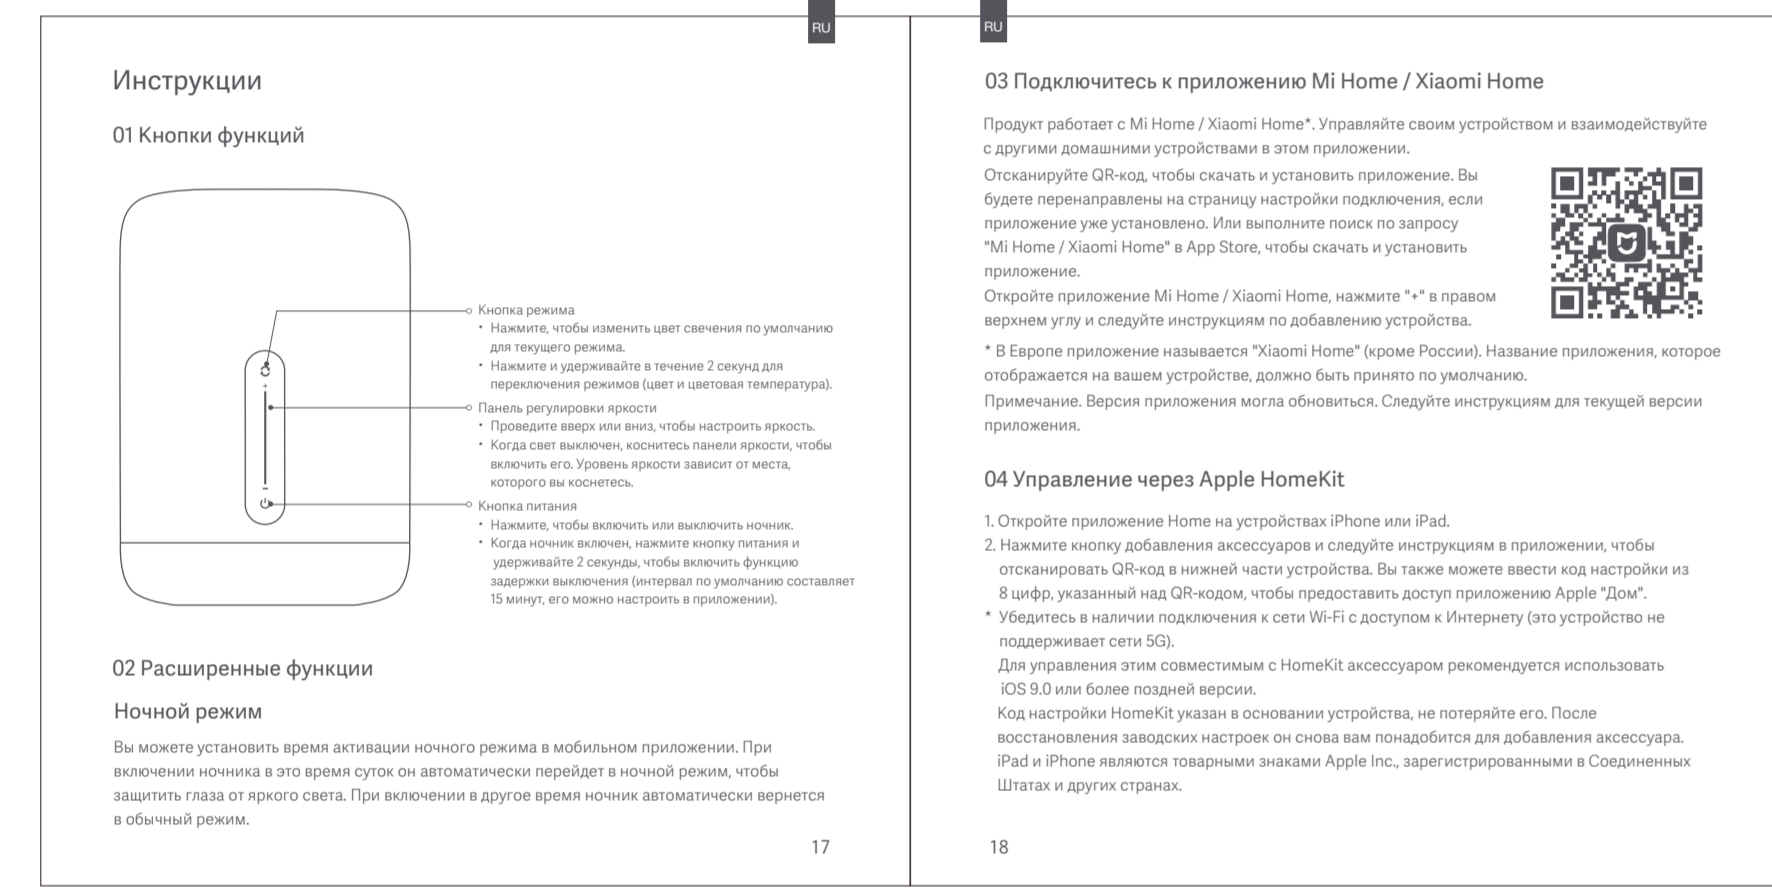 RU
Инструкции
01 Кнопки функций
Кнопка режима
• Нажмите, чтобы изменить цвет свечения по умолчанию
для текущего режима.
• Нажмите и удерживайте в течение 2 секунд для
переключения режимов (цвет и цветовая температура).
+
Панель регулировки яркости
• Проведите вверх или вниз, чтобы настроить яркость.
• Когда свет выключен, коснитесь панели яркости, чтобы
включить его. Уровень яркости зависит от места,
которого вы коснетесь.
–
Кнопка питания
• Нажмите, чтобы включить или выключить ночник.
• Когда ночник включен, нажмите кнопку питания и
удерживайте 2 секунды, чтобы включить функцию
задержки выключения (интервал по умолчанию составляет
15 минут, его можно настроить в приложении).
02 Расширенные функции
Ночной режим
Вы можете установить время активации ночного режима в мобильном приложении. При
включении ночника в это время суток он автоматически перейдет в ночной режим, чтобы
защитить глаза от яркого света. При включении в другое время ночник автоматически вернется
в обычный режим.
17
RU
03 Подключитесь к приложению Mi Home / Xiaomi Home
Продукт работает с Mi Home / Xiaomi Home*. Управляйте своим устройством и взаимодействуйте
с другими домашними устройствами в этом приложении.
Отсканируйте QR-код, чтобы скачать и установить приложение. Вы
будете перенаправлены на страницу настройки подключения, если
приложение уже установлено. Или выполните поиск по запросу
"Mi Home / Xiaomi Home" в App Store, чтобы скачать и установить
приложение.
Откройте приложение Mi Home / Xiaomi Home, нажмите "+" в правом
верхнем углу и следуйте инструкциям по добавлению устройства.
* В Европе приложение называется "Xiaomi Home" (кроме России). Название приложения, которое
отображается на вашем устройстве, должно быть принято по умолчанию.
Примечание. Версия приложения могла обновиться. Следуйте инструкциям для текущей версии
приложения.
04 Управление через Apple HomeKit
1. Откройте приложение Home на устройствах iPhone или iPad.
2. Нажмите кнопку добавления аксессуаров и следуйте инструкциям в приложении, чтобы
отсканировать QR-код в нижней части устройства. Вы также можете ввести код настройки из
8 цифр, указанный над QR-кодом, чтобы предоставить доступ приложению Apple "Дом".
* Убедитесь в наличии подключения к сети Wi-Fi с доступом к Интернету (это устройство не
поддерживает сети 5G).
Для управления этим совместимым с HomeKit аксессуаром рекомендуется использовать
iOS 9.0 или более поздней версии.
Код настройки HomeKit указан в основании устройства, не потеряйте его. После
восстановления заводских настроек он снова вам понадобится для добавления аксессуара.
iPad и iPhone являются товарными знаками Apple Inc., зарегистрированными в Соединенных
Штатах и других странах.
18